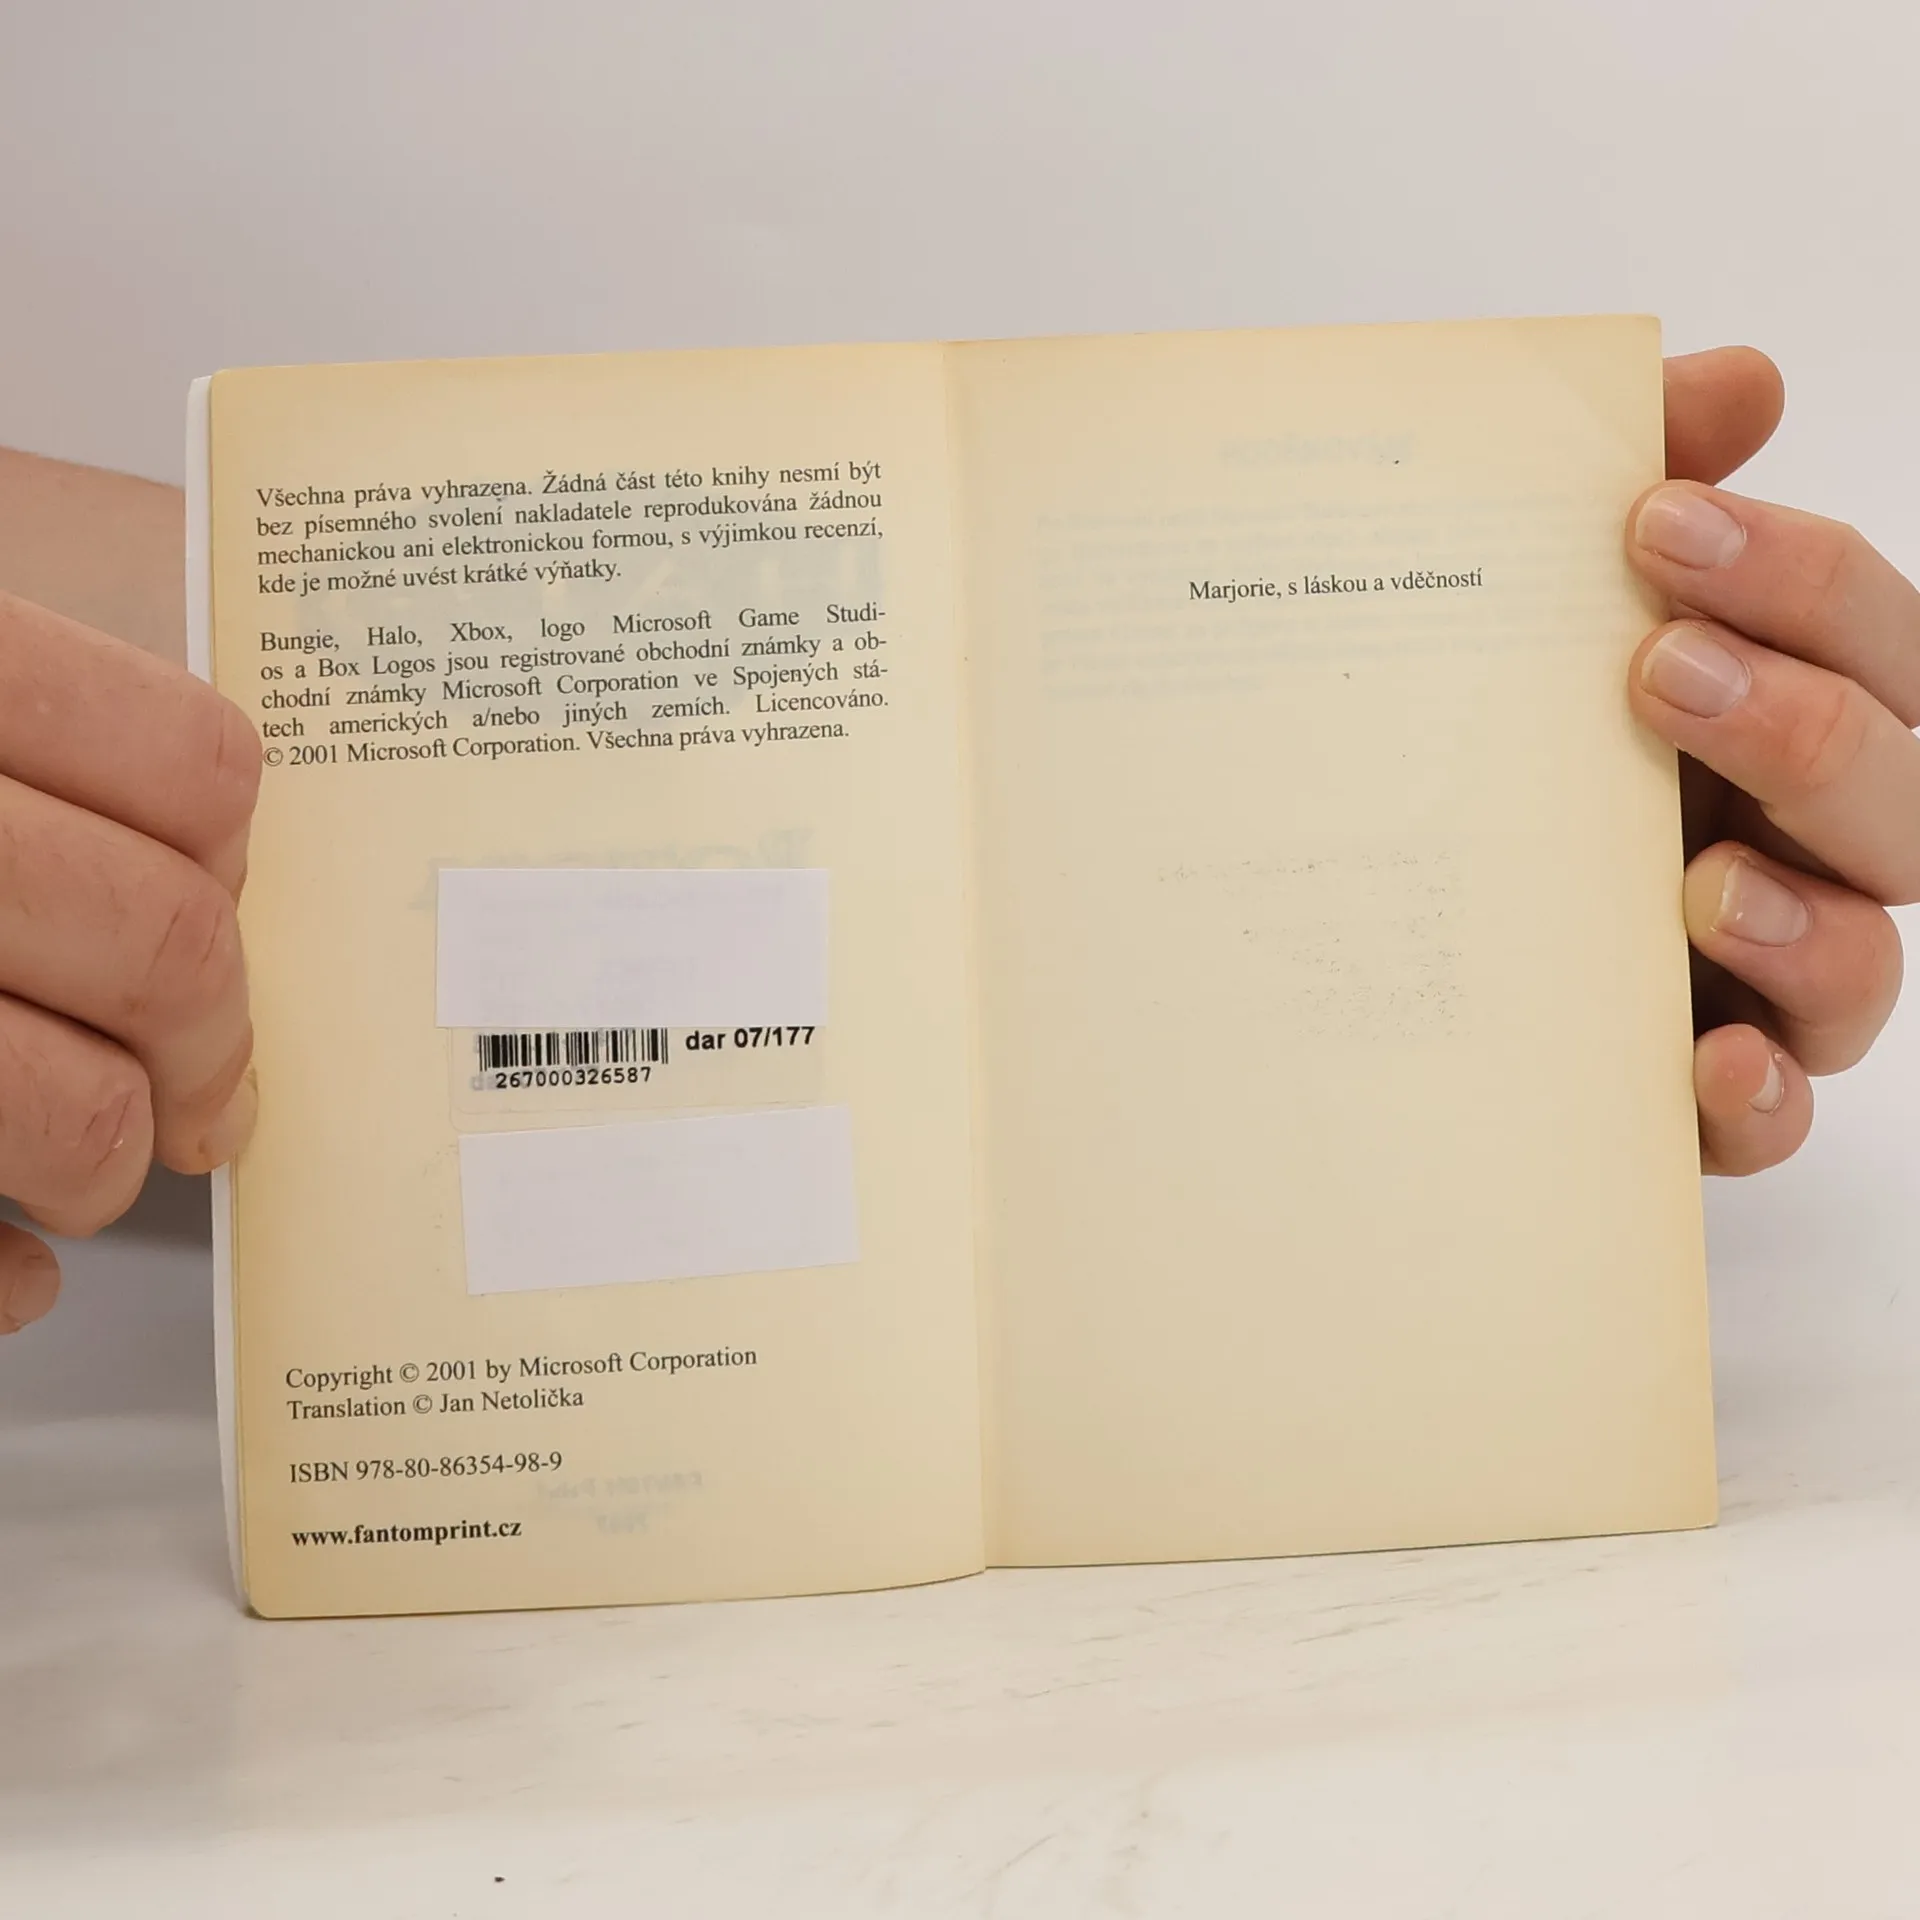 Všechna práva vyhrazena. Žádná část této knihy nesmí být
bez písemného svolení nakladatele reprodukována žádnou
mechanickou ani elektronickou formou, s výjimkou recenzí,
kde je možné uvést krátké výňatky.
Bungie, Halo, Xbox, logo Microsoft Game Studi-
os a Box Logos jsou registrované obchodní známky a ob-
chodní známky Microsoft Corporation ve Spojených stá-
tech amerických a/nebo jiných zemích. Licencováno.
© 2001 Microsoft Corporation. Všechna práva vyhrazena.
dar 07/177
267000326587
Copyright © 2001 by Microsoft Corporation
Translation © Jan Netolička
ISBN 978-80-86354-98-9
www.fantomprint.cz
Marjorie, s láskou a vděčností